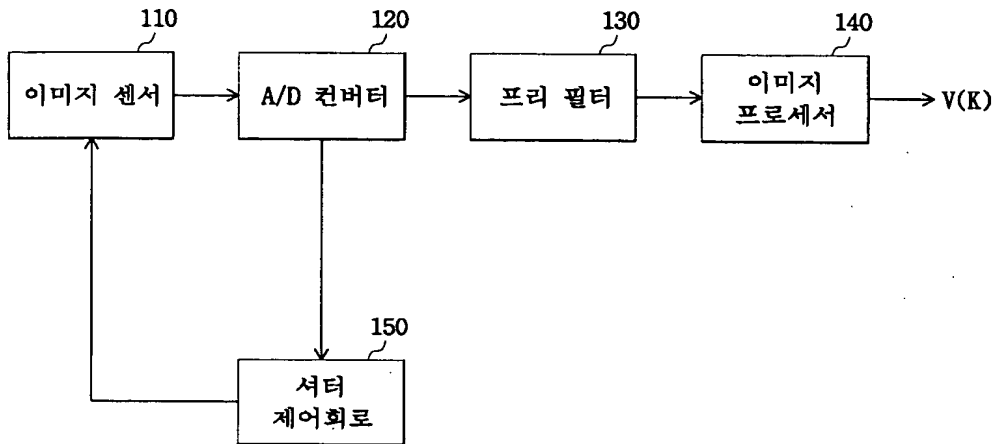 110
이미지 센서
120
A/D 컨버터
130
프리 필터
140
이미지
프로세서
V(K)
150
셔터
제어회로